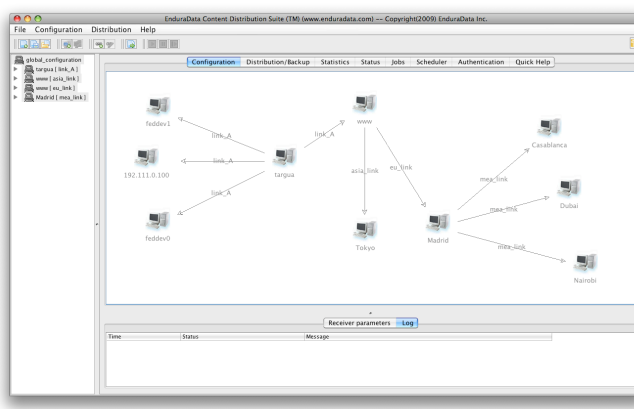 EnduraData Content Distribution Suite (TM) (www.enduradata.com) -- Copyright(2009) EnduraData Inc.
File Configuration Distribution Help
global_configuration
targua [ link_A ]
www [ asia_link ]
www [ eu_link ]
Madrid [ mea_link ]
Configuration Distribution/Backup Statistics Status Jobs Scheduler Authentication Quick Help
feddev1
link_A
www
link_A
Casablanca
192.111.0.100
link_A
targua
asia_link
eu_link
mea_link
link_A
mea_link
Dubai
feddev0
Tokyo
Madrid
mea_link
Nairobi
Receiver parameters Log
Time Status Message